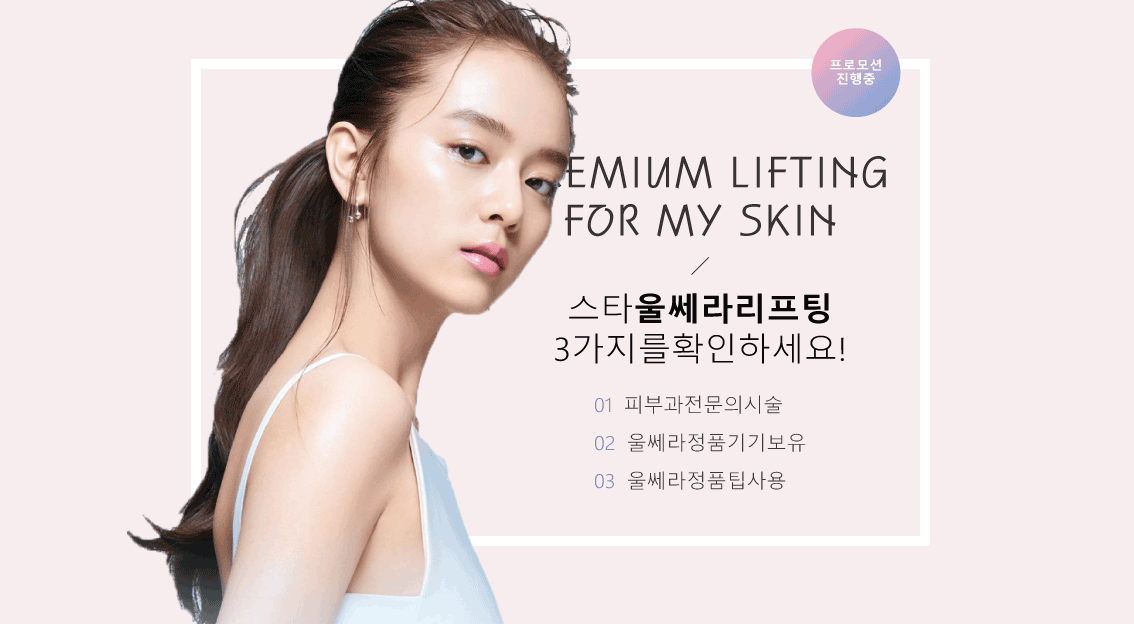 프로모션
진행중
EMIUM LIFTING
FOR MY SKIN
스타울쎄라리프팅
3가지를확인하세요!
01 피부과전문의시술
02 울쎄라정품기기보유
03 울쎄라정품팁사용